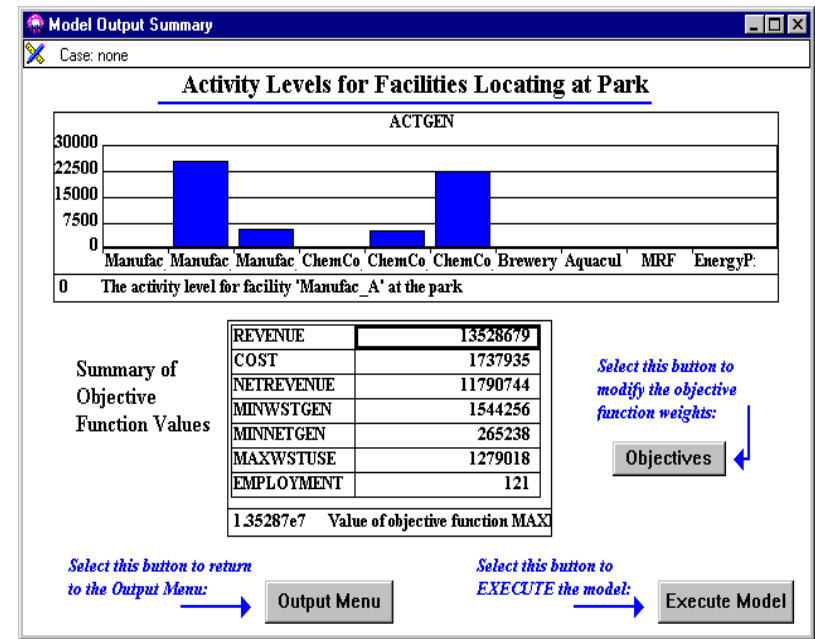 Model Output Summary
Case: none
Activity Levels for Facilities Locating at Park
ACTGEN
30000
22500
15000
7500
0
Manufac Manufac Manufac ChemCo ChemCo ChemCo Brewery Aquacul MRF EnergyP:
0 The activity level for facility 'Manufac_A' at the park
Summary of
Objective
Function Values
REVENUE 13528679
COST 1737935
NETREVENUE 11790744
MINWSTGEN 1544256
MINNETGEN 265238
MAXWSTUSE 1279018
EMPLOYMENT 121
1.35287e7 Value of objective function MAXI
Select this button to
modify the objective
function weights:
Objectives
Select this button to return
to the Output Menu:
Output Menu
Select this button to
EXECUTE the model:
Execute Model